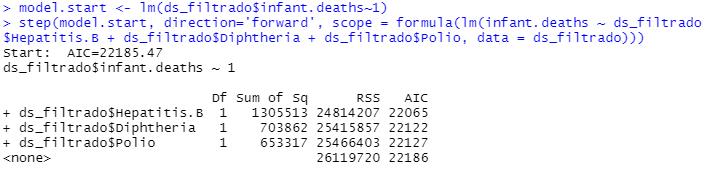 > model.start <- lm(ds_filtrado$infant.deaths~1)
> step(model.start, direction='forward', scope = formula(lm(infant.deaths ~ ds_filtrado
$Hepatitis.B + ds_filtrado$Diphtheria + ds_filtrado$Polio, data = ds_filtrado)))
Start:  AIC=22185.47
ds_filtrado$infant.deaths ~ 1

                          Df Sum of Sq      RSS   AIC
+ ds_filtrado$Hepatitis.B  1   1305513 24814207 22065
+ ds_filtrado$Diphtheria   1    703862 25415857 22122
+ ds_filtrado$Polio        1    653317 25466403 22127
<none>                                 26119720 22186